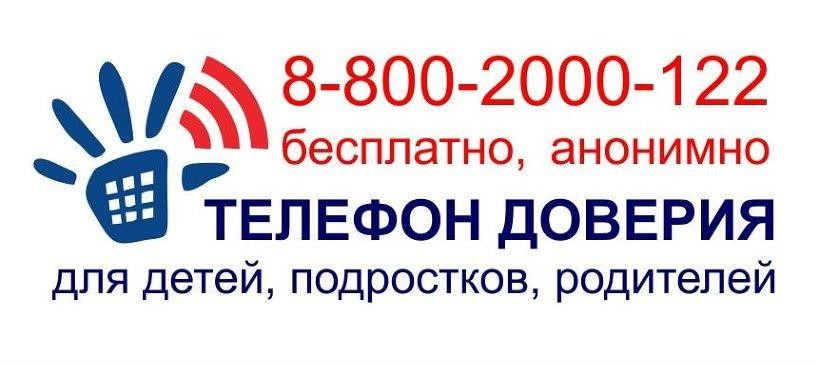 8-800-2000-122
бесплатно, анонимно
ТЕЛЕФОН ДОВЕРИЯ
для детей, подростков, родителей